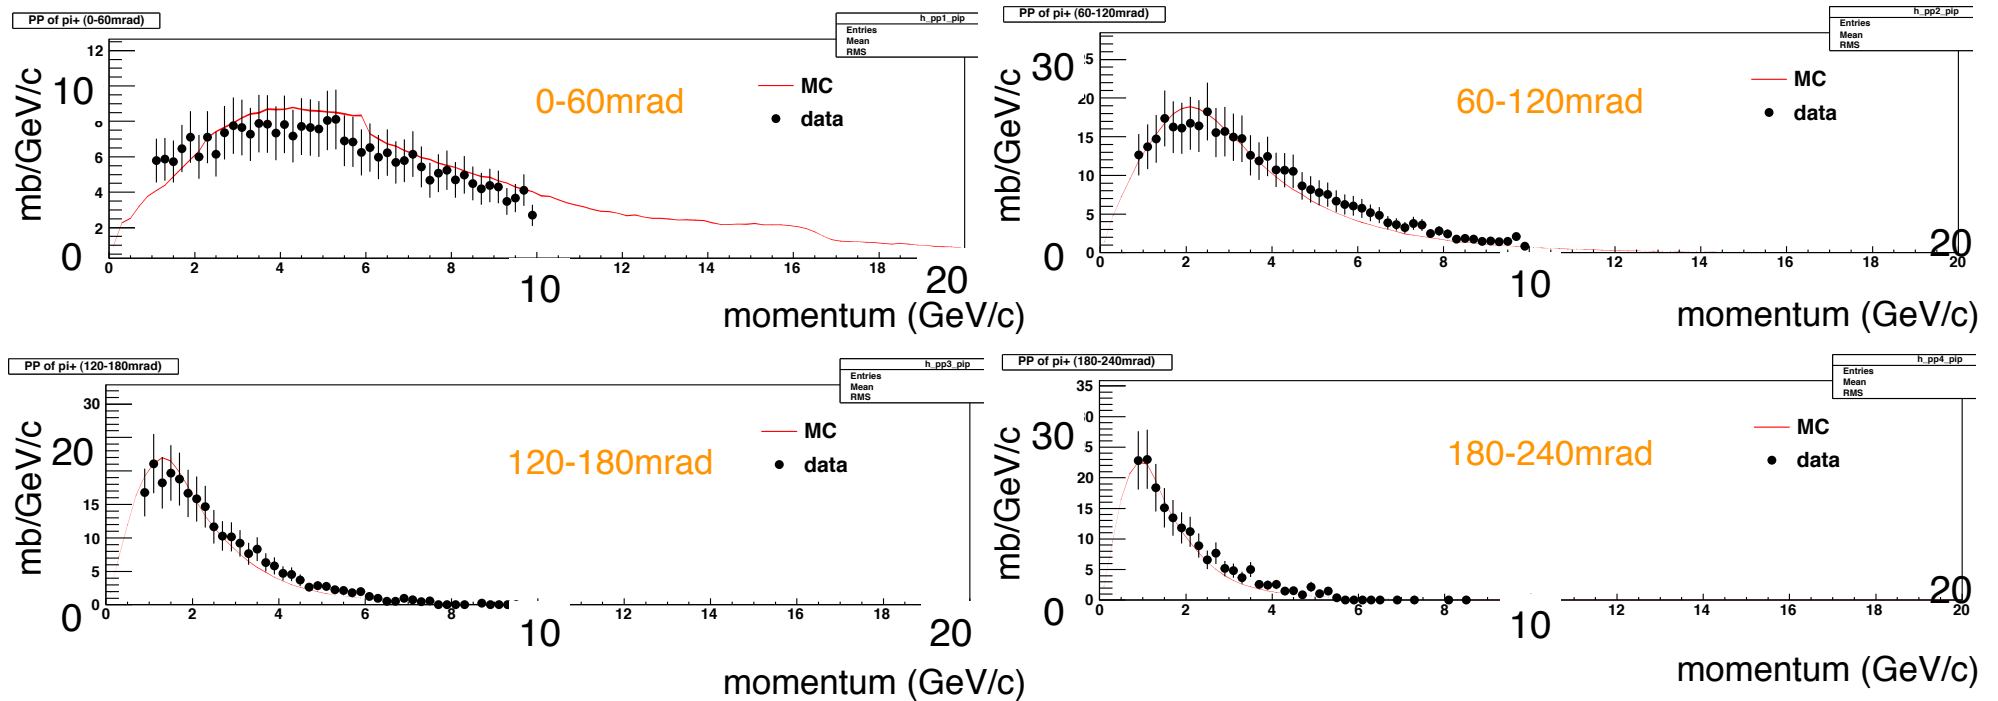 PP of pi+ (0-60mrad)
h_pp1_pip
Entries
Mean
RMS
12
10
8
6
4
2
0
mb/GeV/c
0-60mrad
MC
data
0 2 4 6 8 10 12 14 16 18 20
momentum (GeV/c)
PP of pi+ (60-120mrad)
h_pp2_pip
Entries
Mean
RMS
30
25
20
15
10
5
0
0
mb/GeV/c
60-120mrad
MC
data
0 2 4 6 8 10 12 14 16 18 20
20
momentum (GeV/c)
PP of pi+ (120-180mrad)
h_pp3_pip
Entries
Mean
RMS
30
20
15
10
5
0
0
mb/GeV/c
120-180mrad
MC
data
0 2 4 6 8 10 12 14 16 18 20
momentum (GeV/c)
PP of pi+ (180-240mrad)
h_pp4_pip
Entries
Mean
RMS
35
30
20
15
10
5
0
0
mb/GeV/c
180-240mrad
MC
data
0 2 4 6 8 10 12 14 16 18 20
20
momentum (GeV/c)